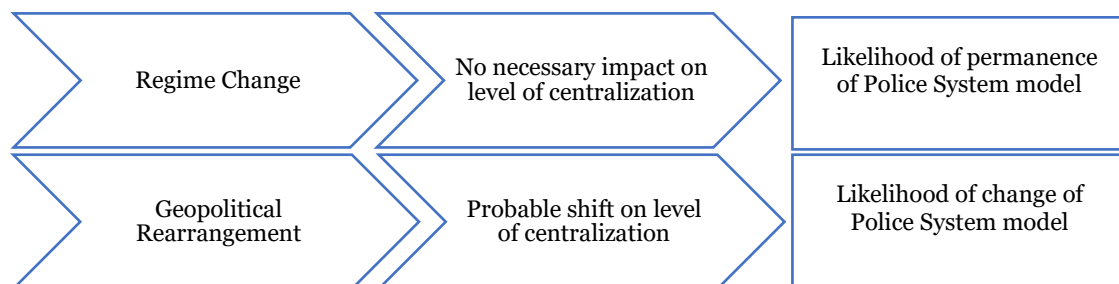 Regime Change
No necessary impact on
level of centralization
Likelihood of permanence
of Police System model
Geopolitical
Rearrangement
Probable shift on level
of centralization
Likelihood of change of
Police System model